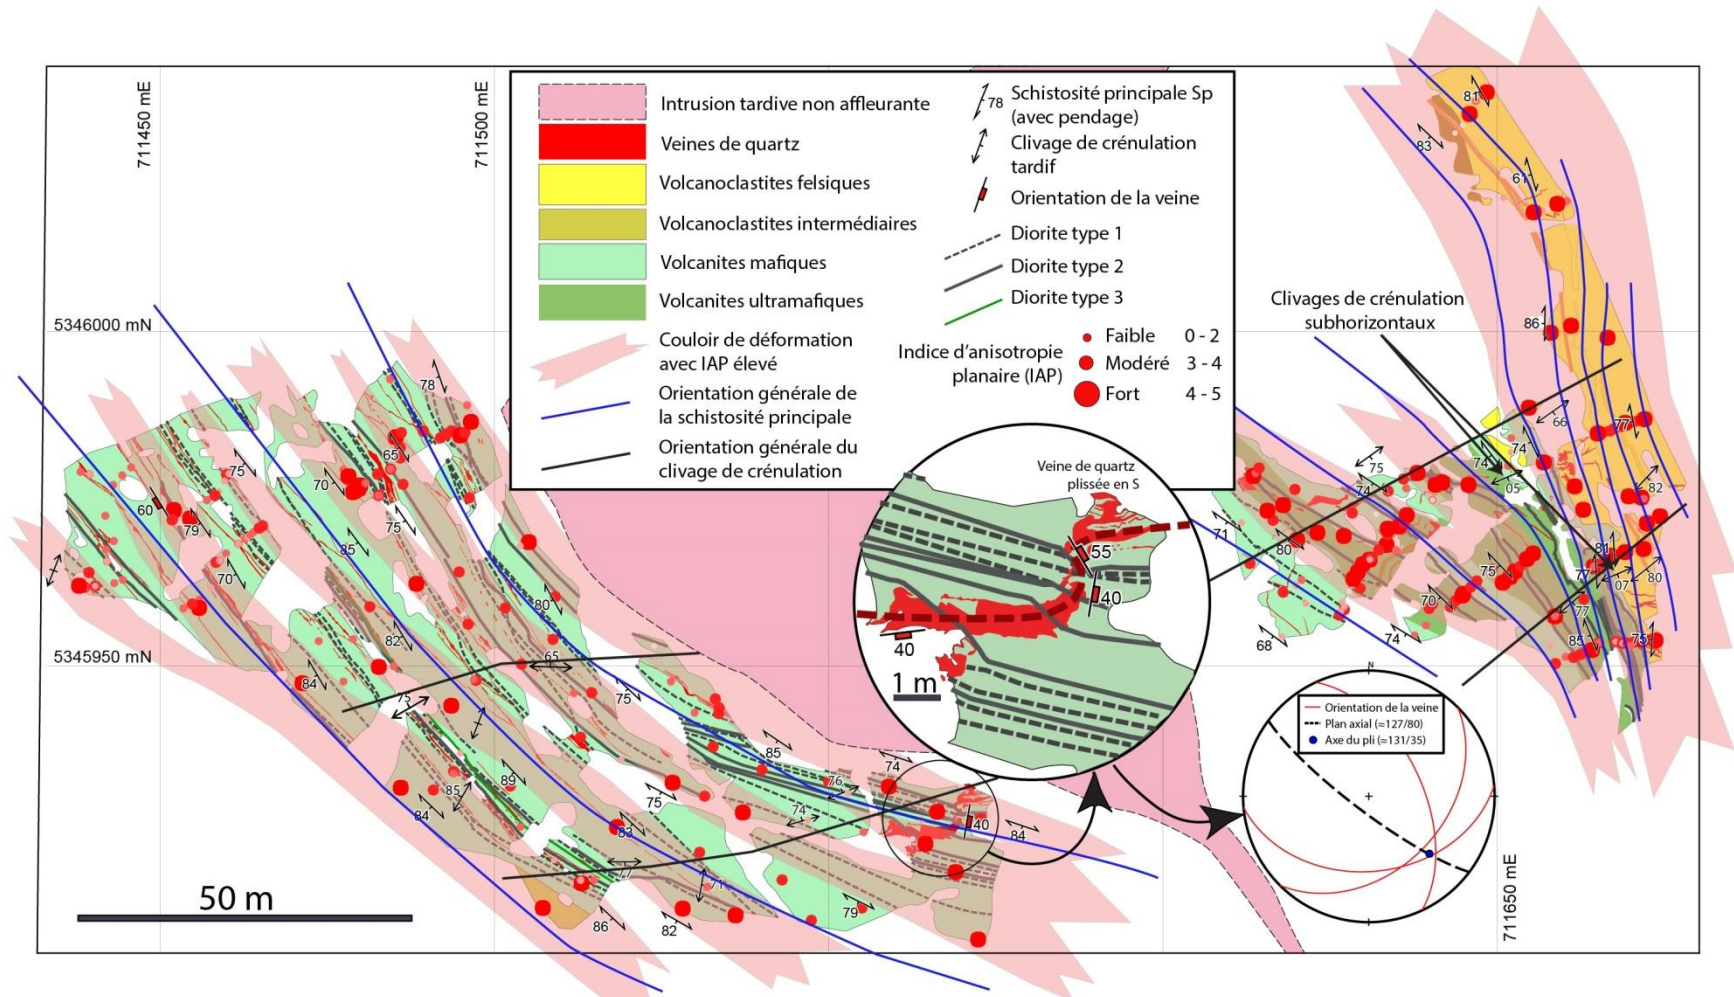 711450 mE
711500 mE
5346000 mN
5345950 mN
711650 mE
Intrusion tardive non affleurante
Veines de quartz
Volcanoclastites felsiques
Volcanoclastites intermédiaires
Volcanites mafiques
Volcanites ultramafiques
Couloir de déformation
avec IAP élevé
Orientation générale de
la schistosité principale
Orientation générale du
clivage de crénulation
78
Schistosité principale Sp
(avec pendage)
Clivage de crénulation
tardif
Orientation de la veine
Diorite type 1
Diorite type 2
Diorite type 3
Indice d'anisotropie
planaire (IAP)
Faible 0 - 2
Modéré 3 - 4
Fort 4 - 5
Clivages de crénulation
subhorizontaux
Veine de quartz
plissée en S
55
40
40
1 m
N
Orientation de la veine
Plan axial (≈127/80)
Axe du pli (≈131/35)
50 m
78
75
65
70
60
79
75
85
70
80
82
84
75
65
75
85
84
89
85
76
74
75
83
74
40
84
77
71
79
86
82
81
83
61
86
66
77
74
74
05
75
74
82
71
80
75
81
77
07
80
70
77
68
74
85
75